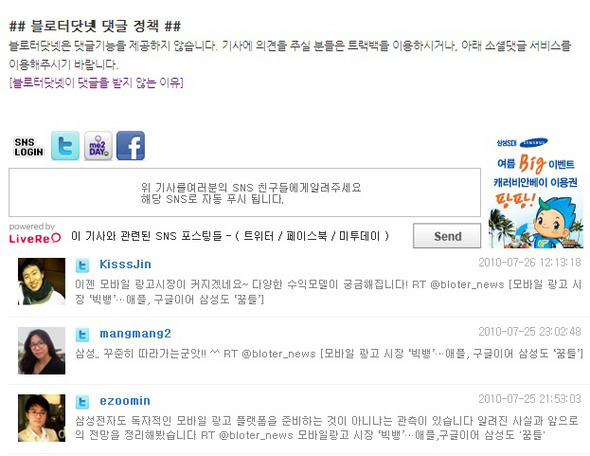 ## 블로터닷넷 댓글 정책 ##
블로터닷넷은 댓글기능을 제공하지 않습니다. 기사에 의견을 주실 분들은 트랙백을 이용하시거나, 아래 소셜댓글 서비스를
이용해주시기 바랍니다.
[블로터닷넷이 댓글을 받지 않는 이유]
SNS
LOGIN
me2
DAY
삼성SDI SAMSUNG
여름 Big 이벤트
캐리비안베이 이용권
팡팡!
위 기사를여러분의 SNS 친구들에게알려주세요
해당 SNS로 자동 푸시 됩니다.
powered by
LiveRe
이 기사와 관련된 SNS 포스팅들 - ( 트위터 / 페이스북 / 미투데이 )
Send
KisssJin 2010-07-26 12:13:18
이젠 모바일 광고시장이 커지겠네요~ 다양한 수익모델이 궁금해집니다! RT @bloter_news [모바일 광고 시
장 ‘빅뱅’…애플, 구글이어 삼성도 ‘꿈틀’]
mangmang2 2010-07-25 23:02:48
삼성.. 꾸준히 따라가는군앗!! ^^ RT @bloter_news [모바일 광고 시장 ‘빅뱅’…애플, 구글이어 삼성도 ‘꿈틀’]
ezoomin 2010-07-25 21:53:03
삼성전자도 독자적인 모바일 광고 플랫폼을 준비하는 것이 아니냐는 관측이 있습니다 알려진 사실과 앞으로
의 전망을 정리해봤습니다 RT @bloter_news 모바일광고 시장 ‘빅뱅’…애플,구글이어 삼성도 '꿈틀'